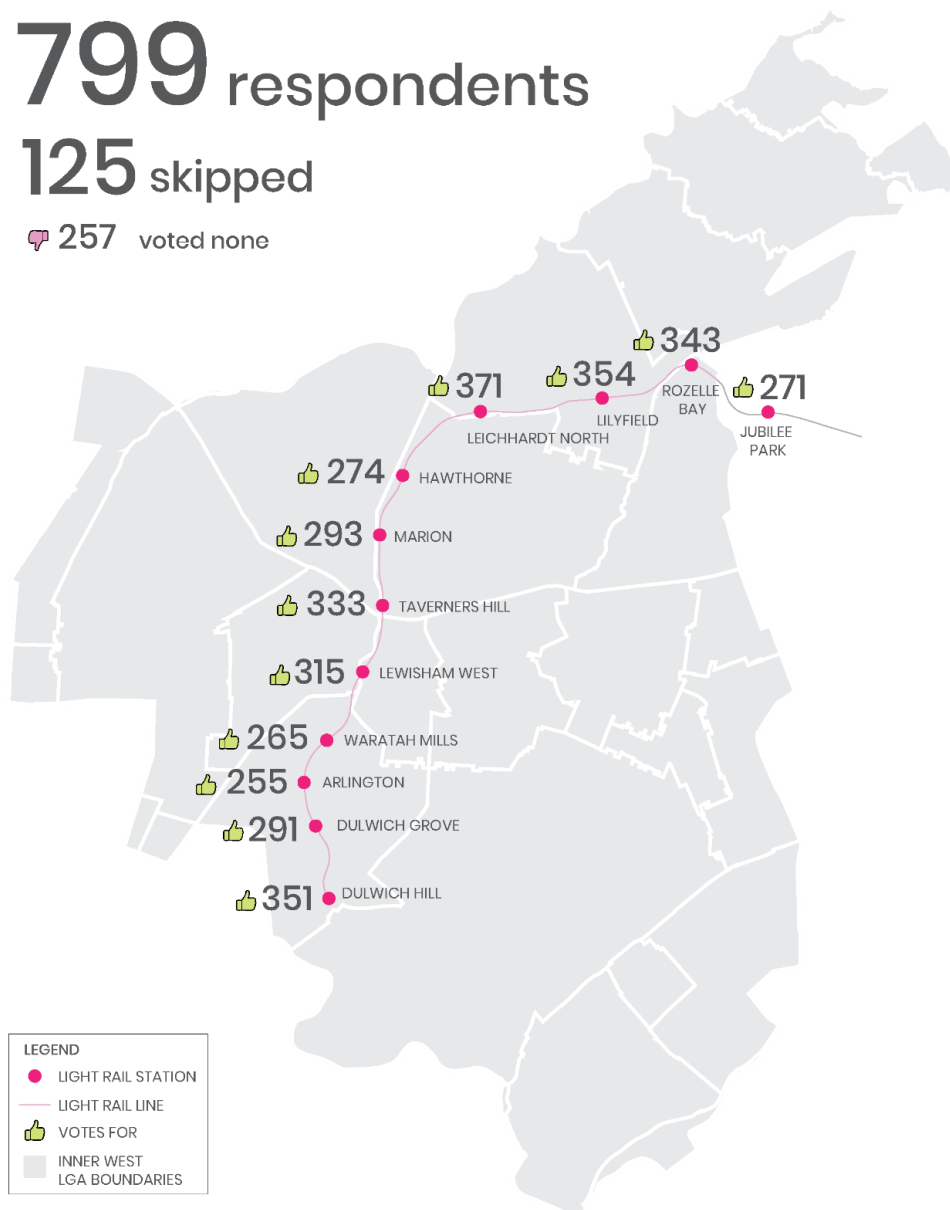 799 respondents
125 skipped
257 voted none
343
ROZELLE
BAY
271
JUBILEE
PARK
354
LILYFIELD
371
LEICHHARDT NORTH
274
HAWTHORNE
293
MARION
333
TAVERNERS HILL
315
LEWISHAM WEST
265
WARATAH MILLS
255
ARLINGTON
291
DULWICH GROVE
351
DULWICH HILL
LEGEND
LIGHT RAIL STATION
LIGHT RAIL LINE
VOTES FOR
INNER WEST
LGA BOUNDARIES